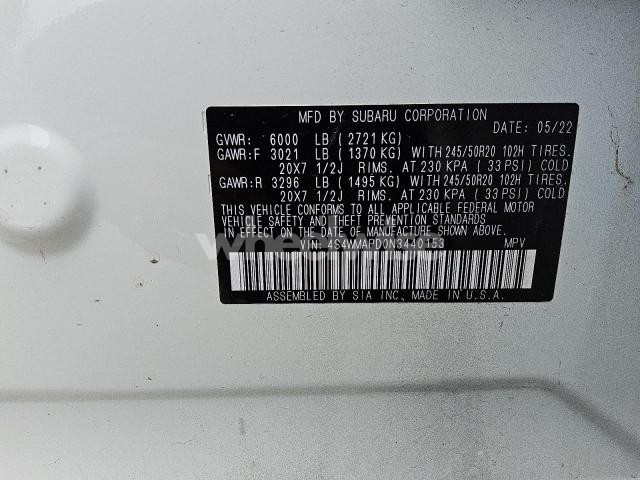 MFD BY SUBARU CORPORATION
DATE: 05/22
GVWR: 6000 LB (2721 KG)
GAWR:F 3021 LB (1370 KG) WITH 245/50R20 102H TIRES.
20X7 1/2J RIMS. AT 230 KPA (33 PSI) COLD
GAWR:R 3296 LB (1495 KG) WITH 245/50R20 102H TIRES.
20X7 1/2J RIMS. AT 230 KPA (33 PSI) COLD
THIS VEHICLE CONFORMS TO ALL APPLICABLE FEDERAL MOTOR
VEHICLE SAFETY AND THEFT PREVENTION STANDARDS
IN EFFECT ON THE DATE OF MANUFACTURE SHOWN ABOVE.
VIN: 4S4WMAPD0N3440153 MPV
ASSEMBLED BY SIA INC., MADE IN U.S.A.